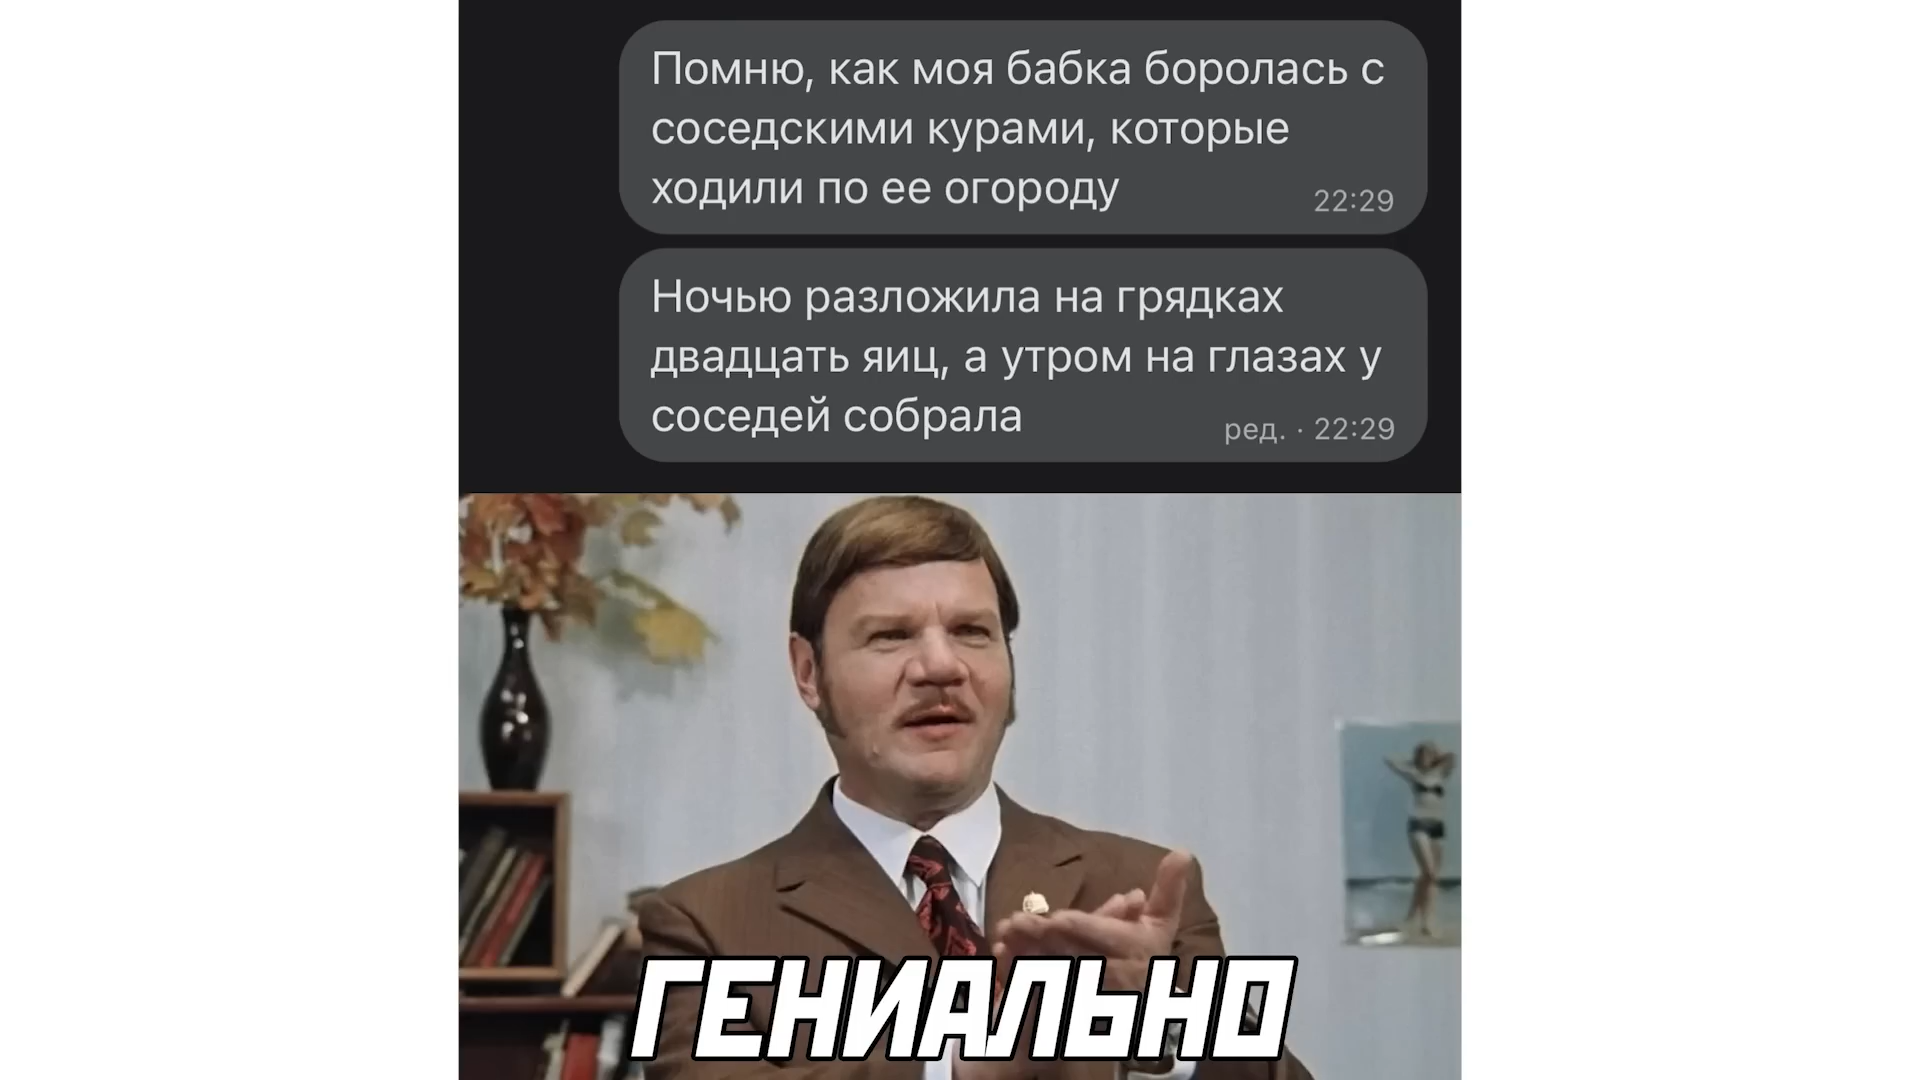 Помню, как моя бабка боролась с
соседскими курами, которые
ходили по ее огороду
22:29
Ночью разложила на грядках
двадцать яиц, а утром на глазах у
соседей собрала
ред. · 22:29
ГЕНИАЛЬНО